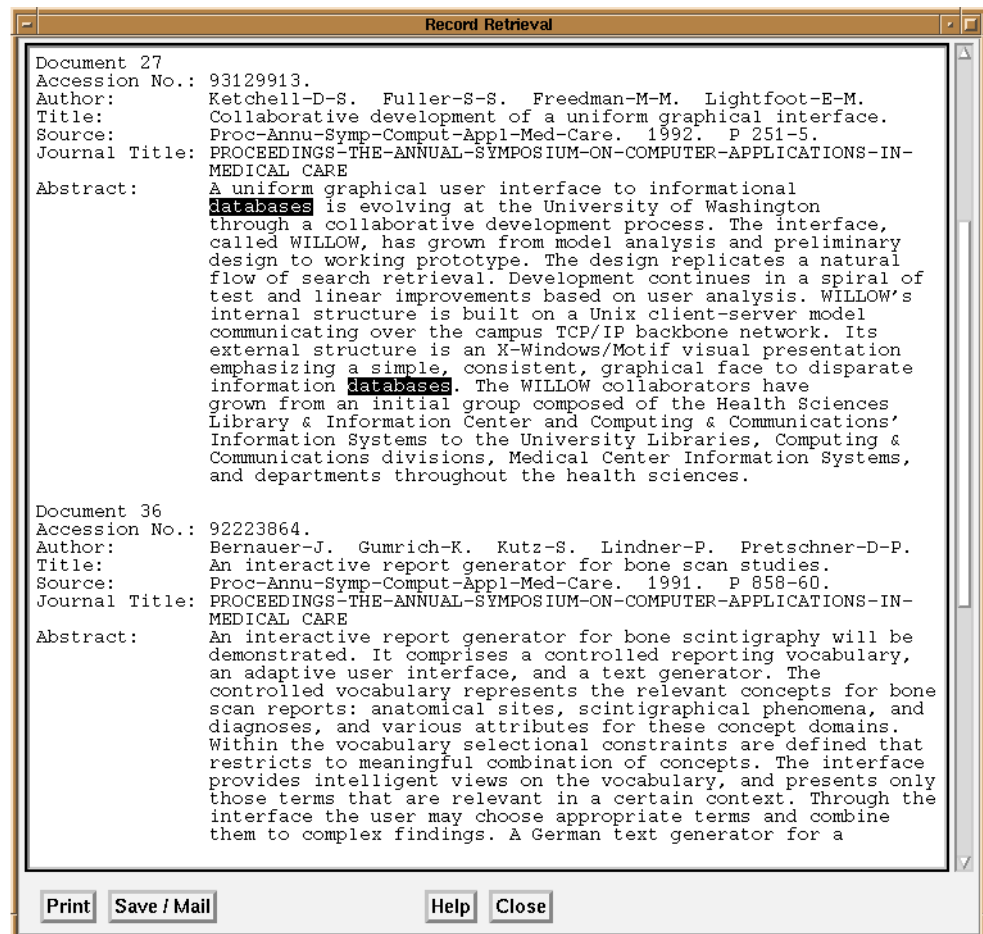 Record Retrieval
Document 27
Accession No.: 93129913.
Author: Ketchell-D-S. Fuller-S-S. Freedman-M-M. Lightfoot-E-M.
Title: Collaborative development of a uniform graphical interface.
Source: Proc-Annu-Symp-Comput-Appl-Med-Care. 1992. P 251-5.
Journal Title: PROCEEDINGS-THE-ANNUAL-SYMPOSIUM-ON-COMPUTER-APPLICATIONS-IN-
MEDICAL CARE
Abstract: A uniform graphical user interface to informational
databases is evolving at the University of Washington
through a collaborative development process. The interface,
called WILLOW, has grown from model analysis and preliminary
design to working prototype. The design replicates a natural
flow of search retrieval. Development continues in a spiral of
test and linear improvements based on user analysis. WILLOW's
internal structure is built on a Unix client-server model
communicating over the campus TCP/IP backbone network. Its
external structure is an X-Windows/Motif visual presentation
emphasizing a simple, consistent, graphical face to disparate
information databases. The WILLOW collaborators have
grown from an initial group composed of the Health Sciences
Library & Information Center and Computing & Communications'
Information Systems to the University Libraries, Computing &
Communications divisions, Medical Center Information Systems,
and departments throughout the health sciences.
Document 36
Accession No.: 92223864.
Author: Bernauer-J. Gumrich-K. Kutz-S. Lindner-P. Pretschner-D-P.
Title: An interactive report generator for bone scan studies.
Source: Proc-Annu-Symp-Comput-Appl-Med-Care. 1991. P 858-60.
Journal Title: PROCEEDINGS-THE-ANNUAL-SYMPOSIUM-ON-COMPUTER-APPLICATIONS-IN-
MEDICAL CARE
Abstract: An interactive report generator for bone scintigraphy will be
demonstrated. It comprises a controlled reporting vocabulary,
an adaptive user interface, and a text generator. The
controlled vocabulary represents the relevant concepts for bone
scan reports: anatomical sites, scintigraphical phenomena, and
diagnoses, and various attributes for these concept domains.
Within the vocabulary selectional constraints are defined that
restricts to meaningful combination of concepts. The interface
provides intelligent views on the vocabulary, and presents only
those terms that are relevant in a certain context. Through the
interface the user may choose appropriate terms and combine
them to complex findings. A German text generator for a
Print Save / Mail Help Close